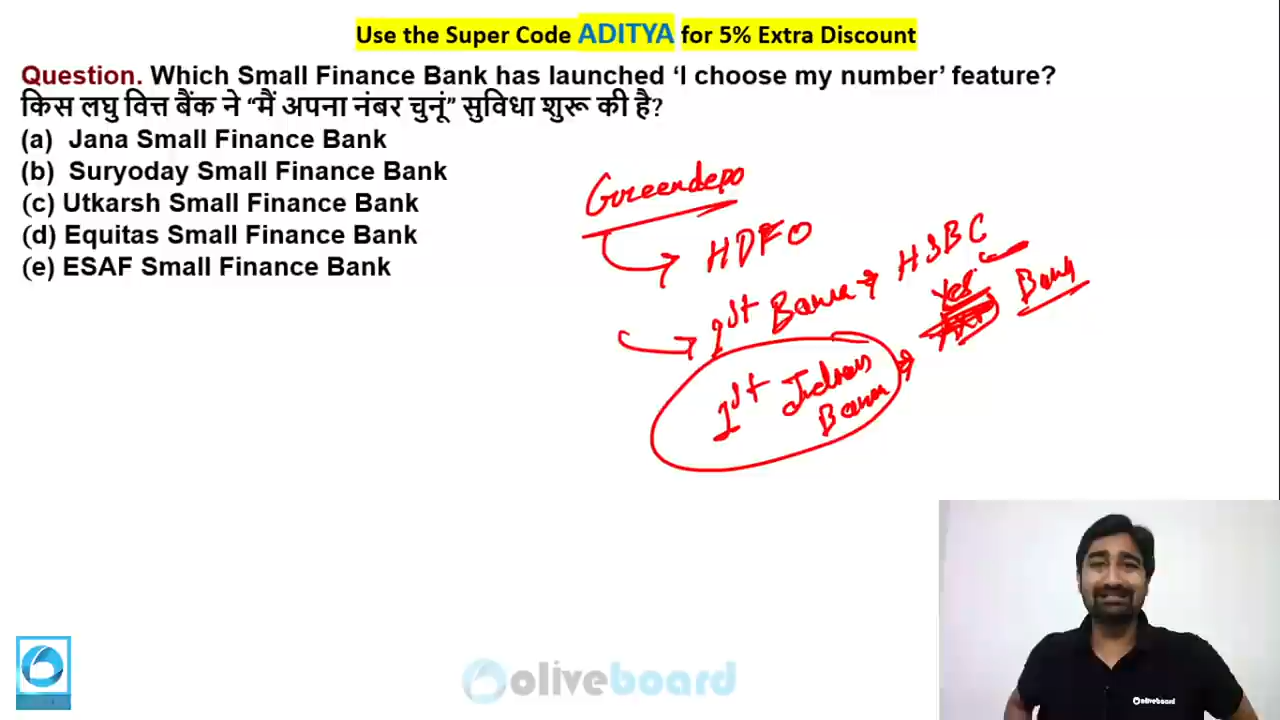 Use the Super Code ADITYA for 5% Extra Discount
Question. Which Small Finance Bank has launched ‘I choose my number’ feature?
किस लघु वित्त बैंक ने “मैं अपना नंबर चुनूं” सुविधा शुरू की है?
(a) Jana Small Finance Bank
(b) Suryoday Small Finance Bank
(c) Utkarsh Small Finance Bank
(d) Equitas Small Finance Bank
(e) ESAF Small Finance Bank
Greendepo
HDFC
1st Bank → HSBC
Yes Bank
1st Indian
Bank
oliveboard
oliveboard